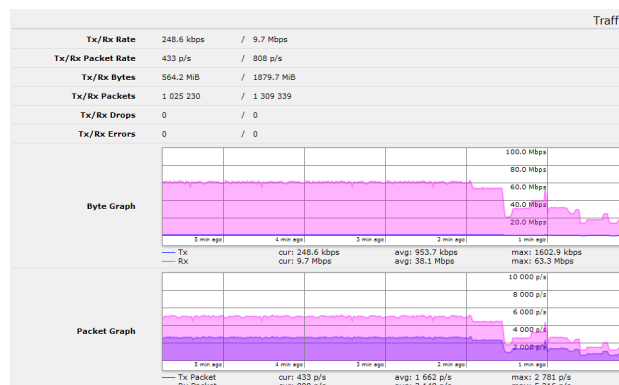 Traff
Tx/Rx Rate 248.6 kbps / 9.7 Mbps
Tx/Rx Packet Rate 433 p/s / 808 p/s
Tx/Rx Bytes 564.2 MiB / 1879.7 MiB
Tx/Rx Packets 1 025 230 / 1 309 339
Tx/Rx Drops 0 / 0
Tx/Rx Errors 0 / 0
100.0 Mbps
80.0 Mbps
60.0 Mbps
40.0 Mbps
20.0 Mbps
Byte Graph
5 min ago 4 min ago 3 min ago 2 min ago 1 min ago
Tx cur: 248.6 kbps avg: 953.7 kbps max: 1602.9 kbps
Rx cur: 9.7 Mbps avg: 38.1 Mbps max: 63.3 Mbps
10 000 p/s
8 000 p/s
6 000 p/s
4 000 p/s
2 000 p/s
Packet Graph
5 min ago 4 min ago 3 min ago 2 min ago 1 min ago
Tx Packet cur: 433 p/s avg: 1 662 p/s max: 2 781 p/s